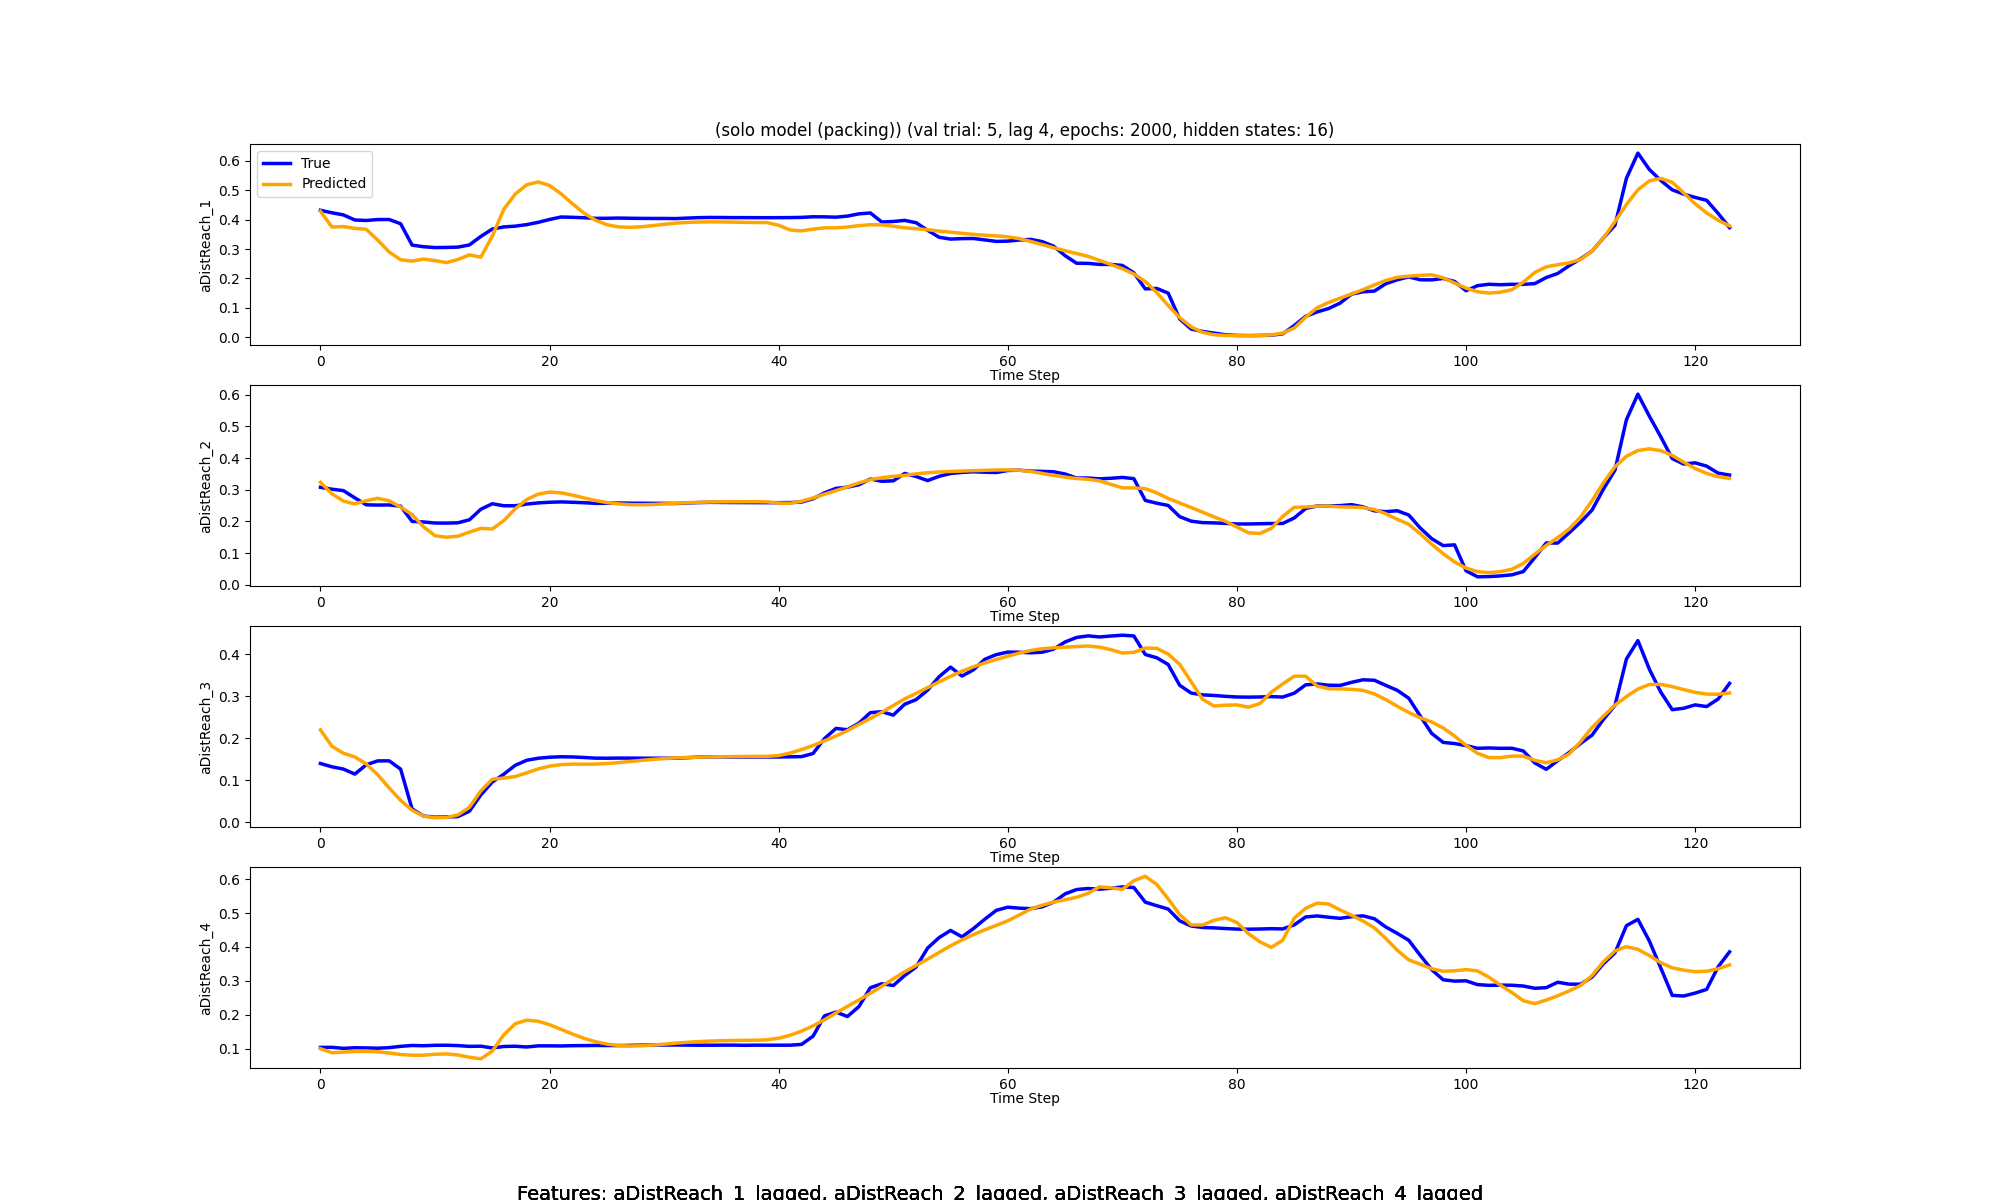 (solo model (packing)) (val trial: 5, lag 4, epochs: 2000, hidden states: 16)
True
Predicted
aDistReach_1
0.6
0.5
0.4
0.3
0.2
0.1
0.0
0 20 40 60 80 100 120
Time Step
aDistReach_2
0.6
0.5
0.4
0.3
0.2
0.1
0.0
0 20 40 60 80 100 120
Time Step
aDistReach_3
0.4
0.3
0.2
0.1
0.0
0 20 40 60 80 100 120
Time Step
aDistReach_4
0.6
0.5
0.4
0.3
0.2
0.1
0 20 40 60 80 100 120
Time Step
Features: aDistReach_1_lagged, aDistReach_2_lagged, aDistReach_3_lagged, aDistReach_4_lagged